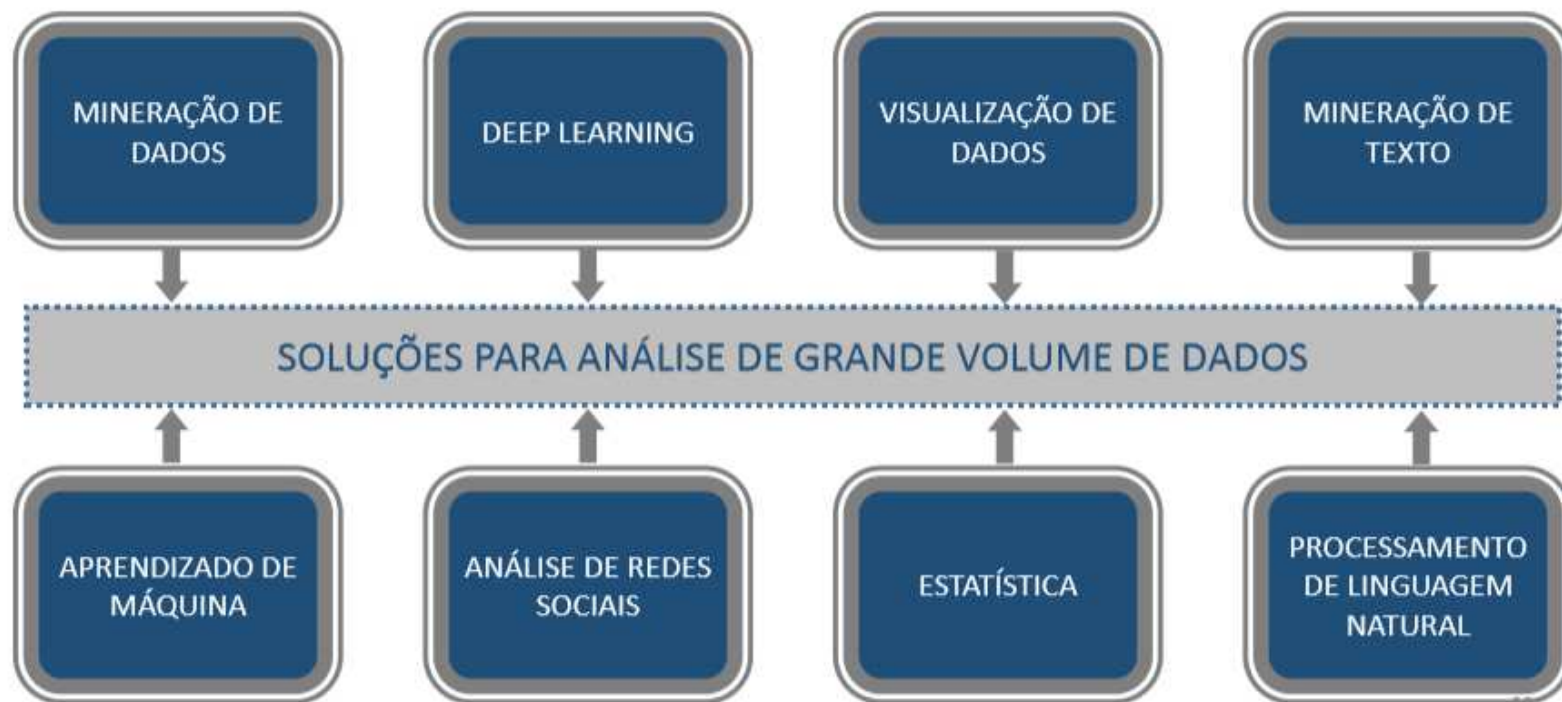 MINERAÇÃO DE
DADOS
DEEP LEARNING
VISUALIZAÇÃO DE
DADOS
MINERAÇÃO DE
TEXTO
SOLUÇÕES PARA ANÁLISE DE GRANDE VOLUME DE DADOS
APRENDIZADO DE
MÁQUINA
ANÁLISE DE REDES
SOCIAIS
ESTATÍSTICA
PROCESSAMENTO
DE LINGUAGEM
NATURAL